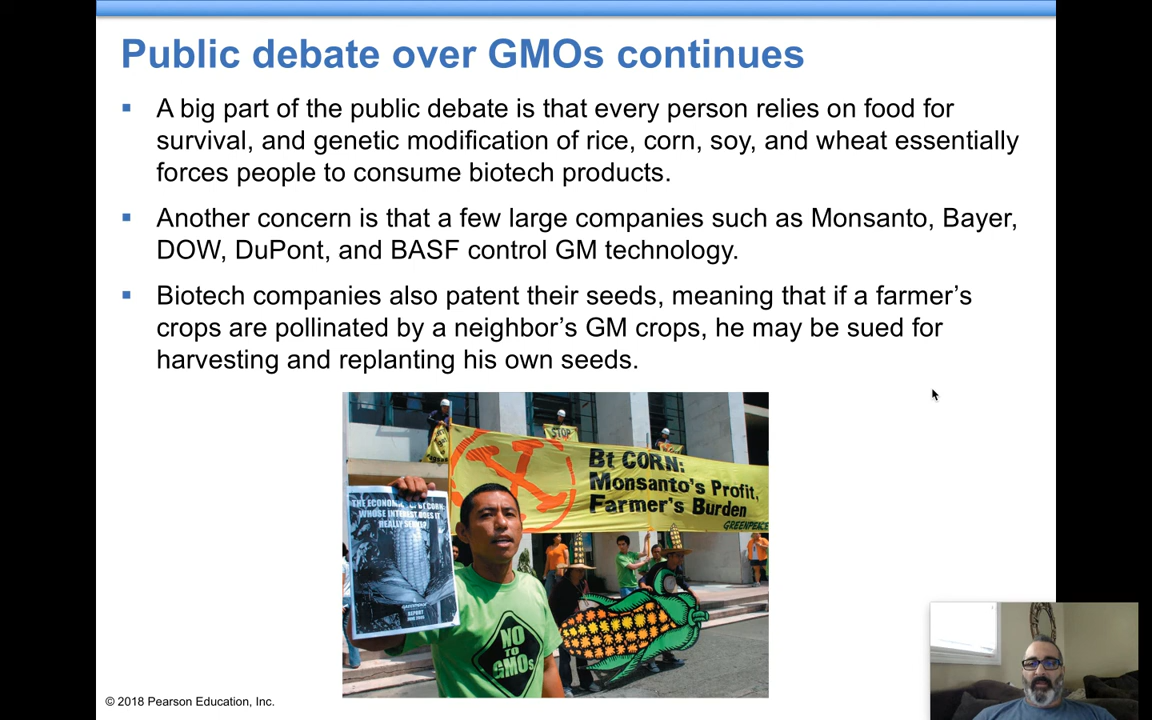 Public debate over GMOs continues
▪ A big part of the public debate is that every person relies on food for
survival, and genetic modification of rice, corn, soy, and wheat essentially
forces people to consume biotech products.
▪ Another concern is that a few large companies such as Monsanto, Bayer,
DOW, DuPont, and BASF control GM technology.
▪ Biotech companies also patent their seeds, meaning that if a farmer’s
crops are pollinated by a neighbor’s GM crops, he may be sued for
harvesting and replanting his own seeds.
STOP
Bt CORN:
Monsanto's Profit,
Farmer's Burden
GREENPEACE
THE ECONOMICS OF Bt CORN:
WHOSE INTEREST DOES IT
REALLY SERVE?
REPORT
NO
TO
GMOs
© 2018 Pearson Education, Inc.